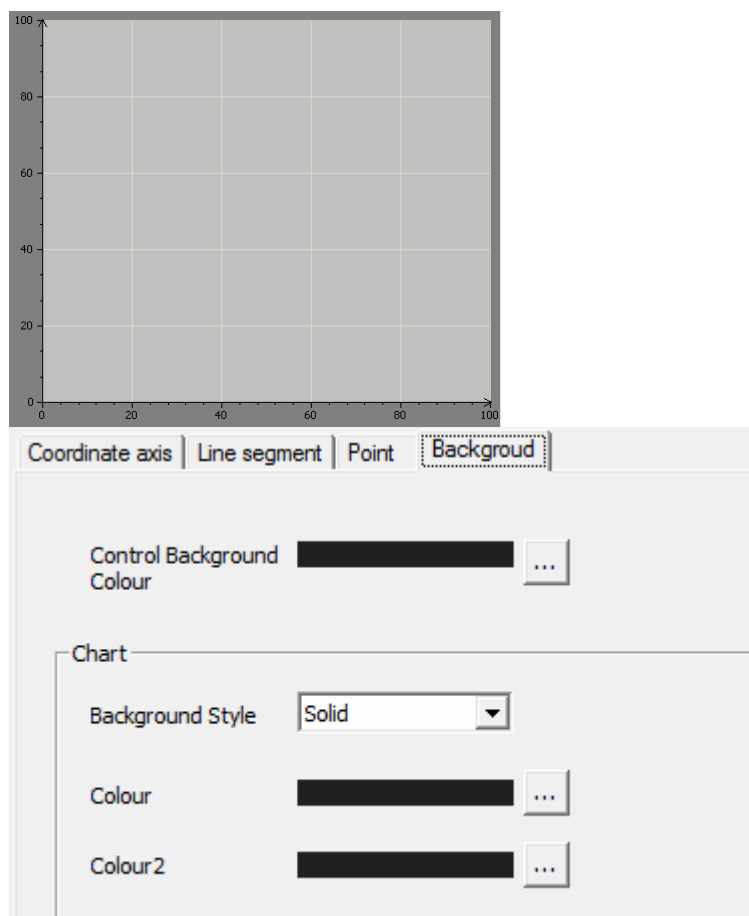 100
80
60
40
20
0
0 20 40 60 80 100
Coordinate axis Line segment Point Backgroud
Control Background
Colour
...
Chart
Background Style Solid
Colour ...
Colour2 ...